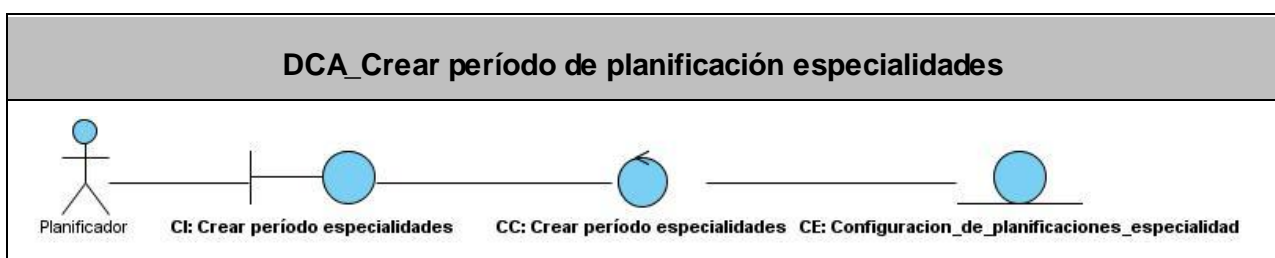 DCA_Crear período de planificación especialidades
Planificador
CI: Crear período especialidades
CC: Crear período especialidades
CE: Configuracion_de_planificaciones_especialidad